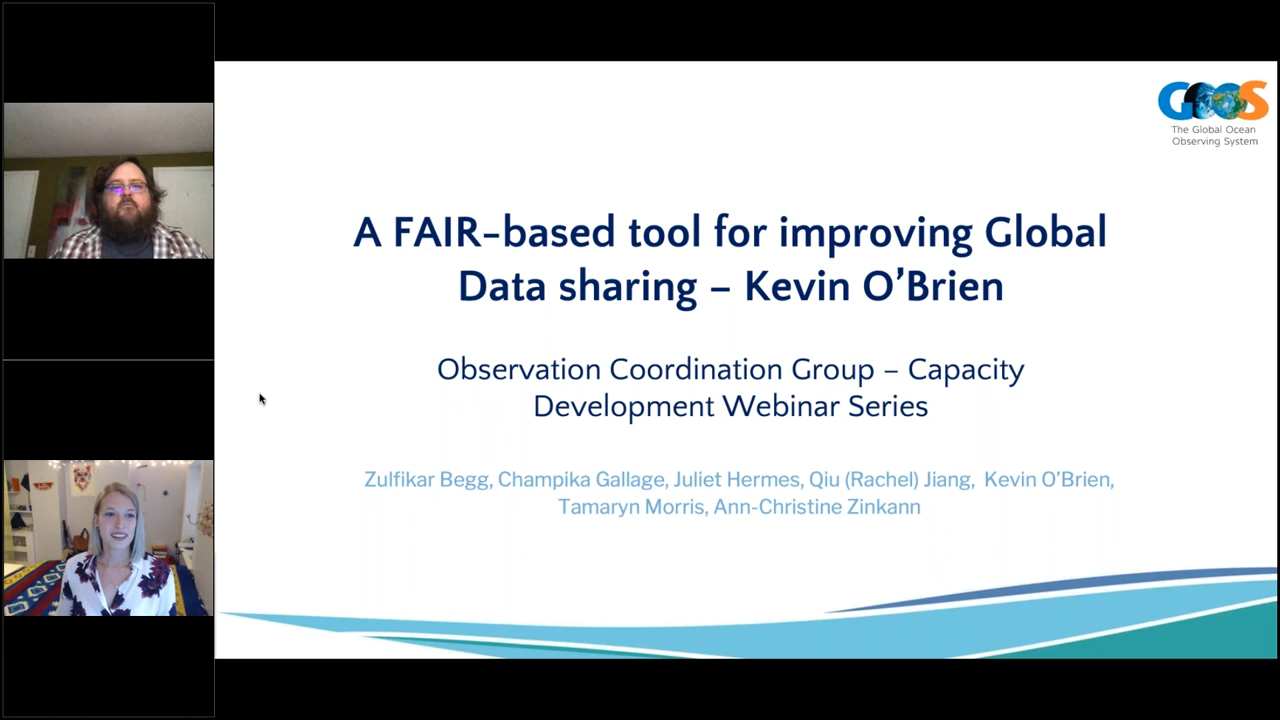 GOOS
The Global Ocean
Observing System
A FAIR-based tool for improving Global
Data sharing – Kevin O’Brien
Observation Coordination Group – Capacity
Development Webinar Series
Zulfikar Begg, Champika Gallage, Juliet Hermes, Qiu (Rachel) Jiang, Kevin O’Brien,
Tamaryn Morris, Ann-Christine Zinkann